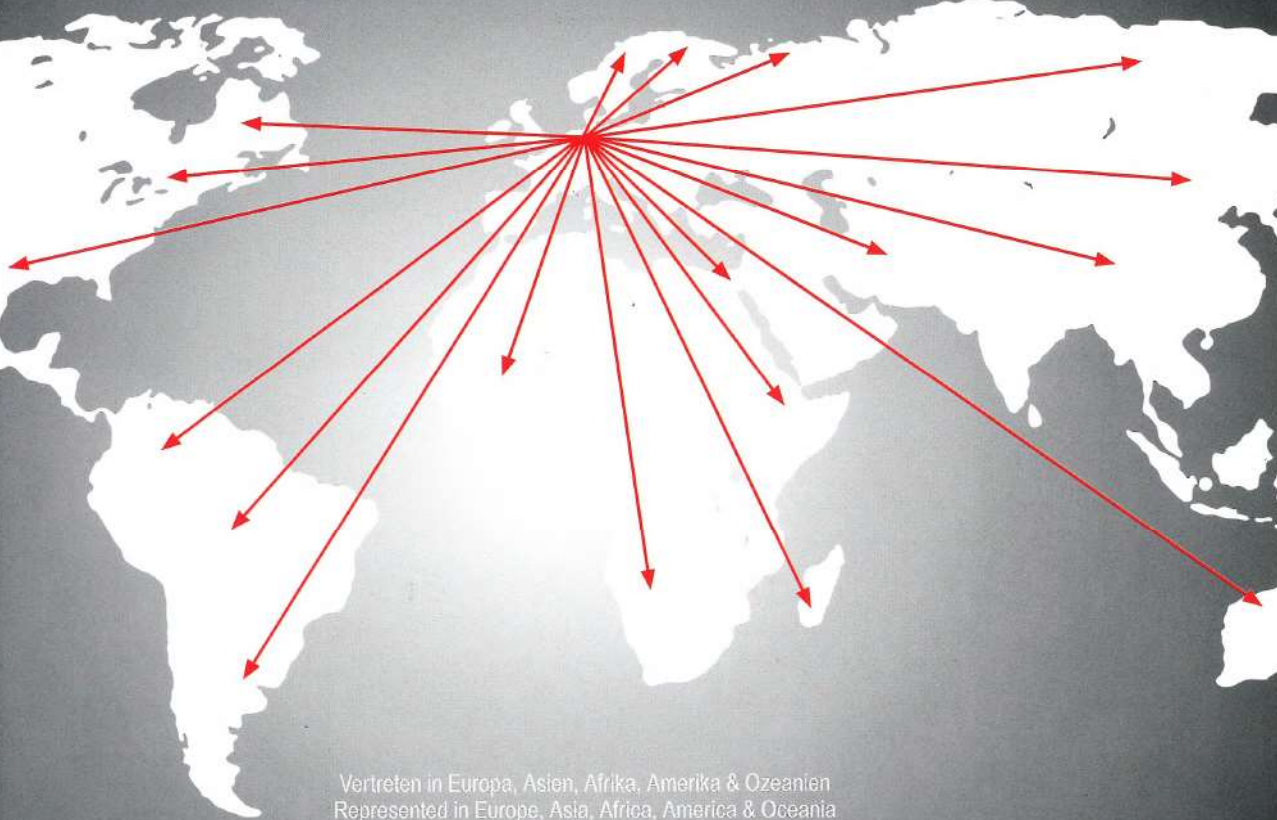 Vertreten in Europa, Asien, Afrika, Amerika & Ozeanien
Represented in Europe, Asia, Africa, America & Oceania